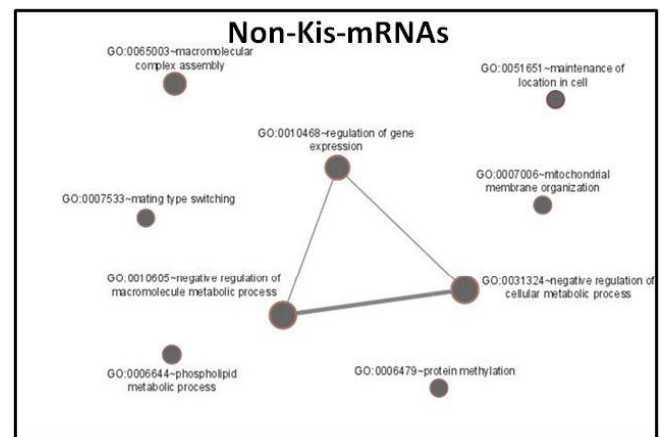 Non-Kis-mRNAs
GO:0065003~macromolecular
complex assembly
GO:0051651~maintenance of
location in cell
GO:0010468~regulation of gene
expression
GO:0007006~mitochondrial
membrane organization
GO:0007533~mating type switching
GO:0010605~negative regulation of
macromolecule metabolic process
GO:0031324~negative regulation of
cellular metabolic process
GO:0006644~phospholipid
metabolic process
GO:0006479~protein methylation